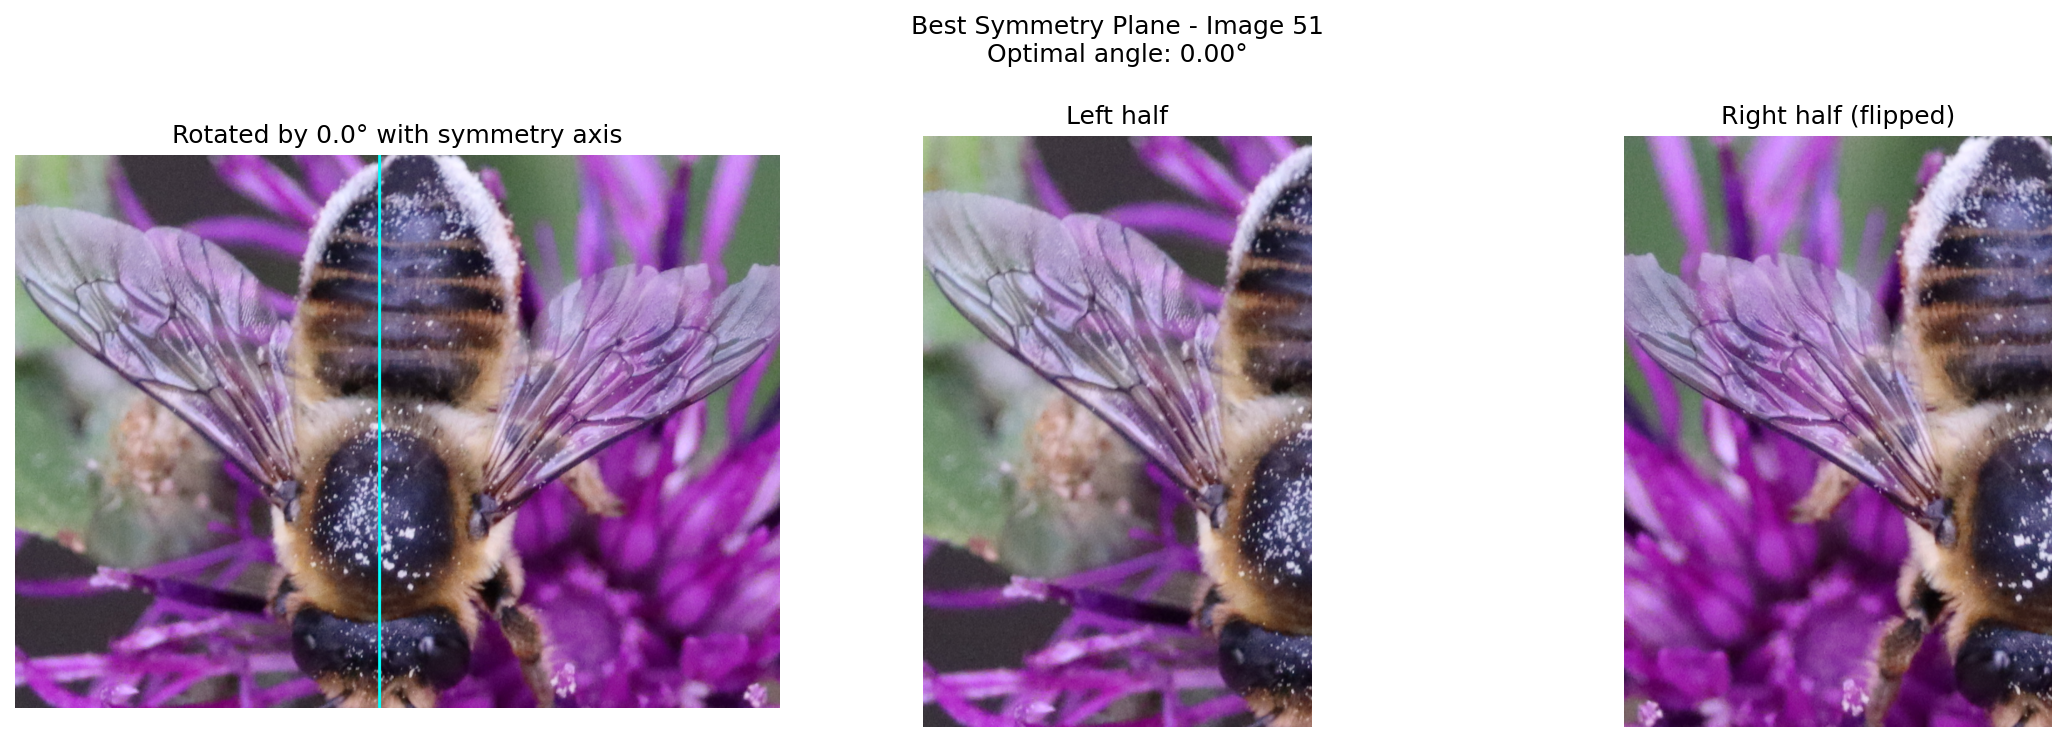 Best Symmetry Plane - Image 51
Optimal angle: 0.00°
Rotated by 0.0° with symmetry axis
Left half
Right half (flipped)